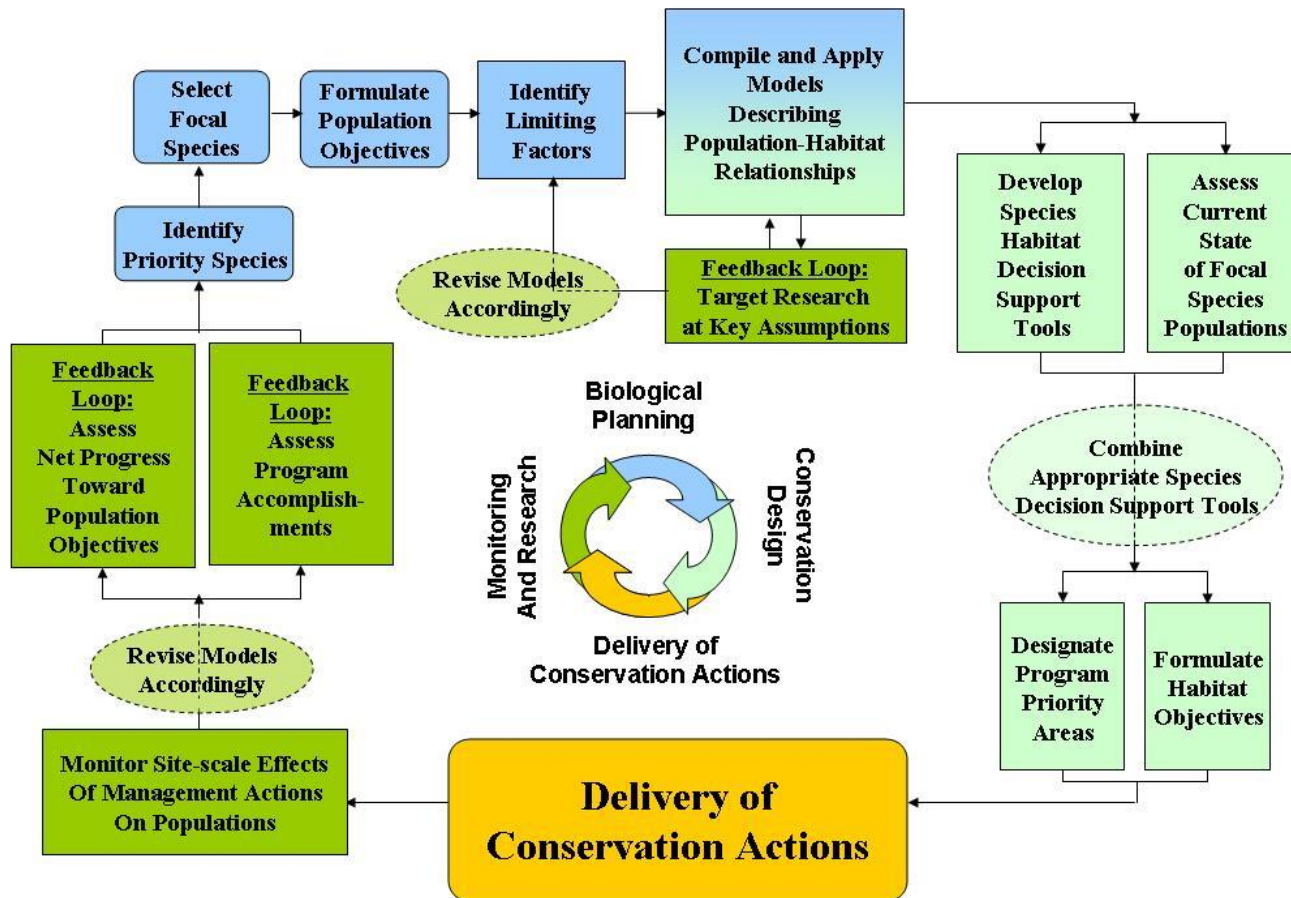 Select
Focal
Species
Formulate
Population
Objectives
Identify
Limiting
Factors
Compile and Apply
Models
Describing
Population-Habitat
Relationships
Develop
Species
Habitat
Decision
Support
Tools
Assess
Current
State
of Focal
Species
Populations
Identify
Priority Species
Revise Models
Accordingly
Feedback Loop:
Target Research
at Key Assumptions
Feedback
Loop:
Assess
Net Progress
Toward
Population
Objectives
Feedback
Loop:
Assess
Program
Accomplish-
ments
Biological
Planning
Conservation
Design
Monitoring
And Research
Delivery of
Conservation Actions
Combine
Appropriate Species
Decision Support Tools
Designate
Program
Priority
Areas
Formulate
Habitat
Objectives
Revise Models
Accordingly
Monitor Site-scale Effects
Of Management Actions
On Populations
Delivery of
Conservation Actions